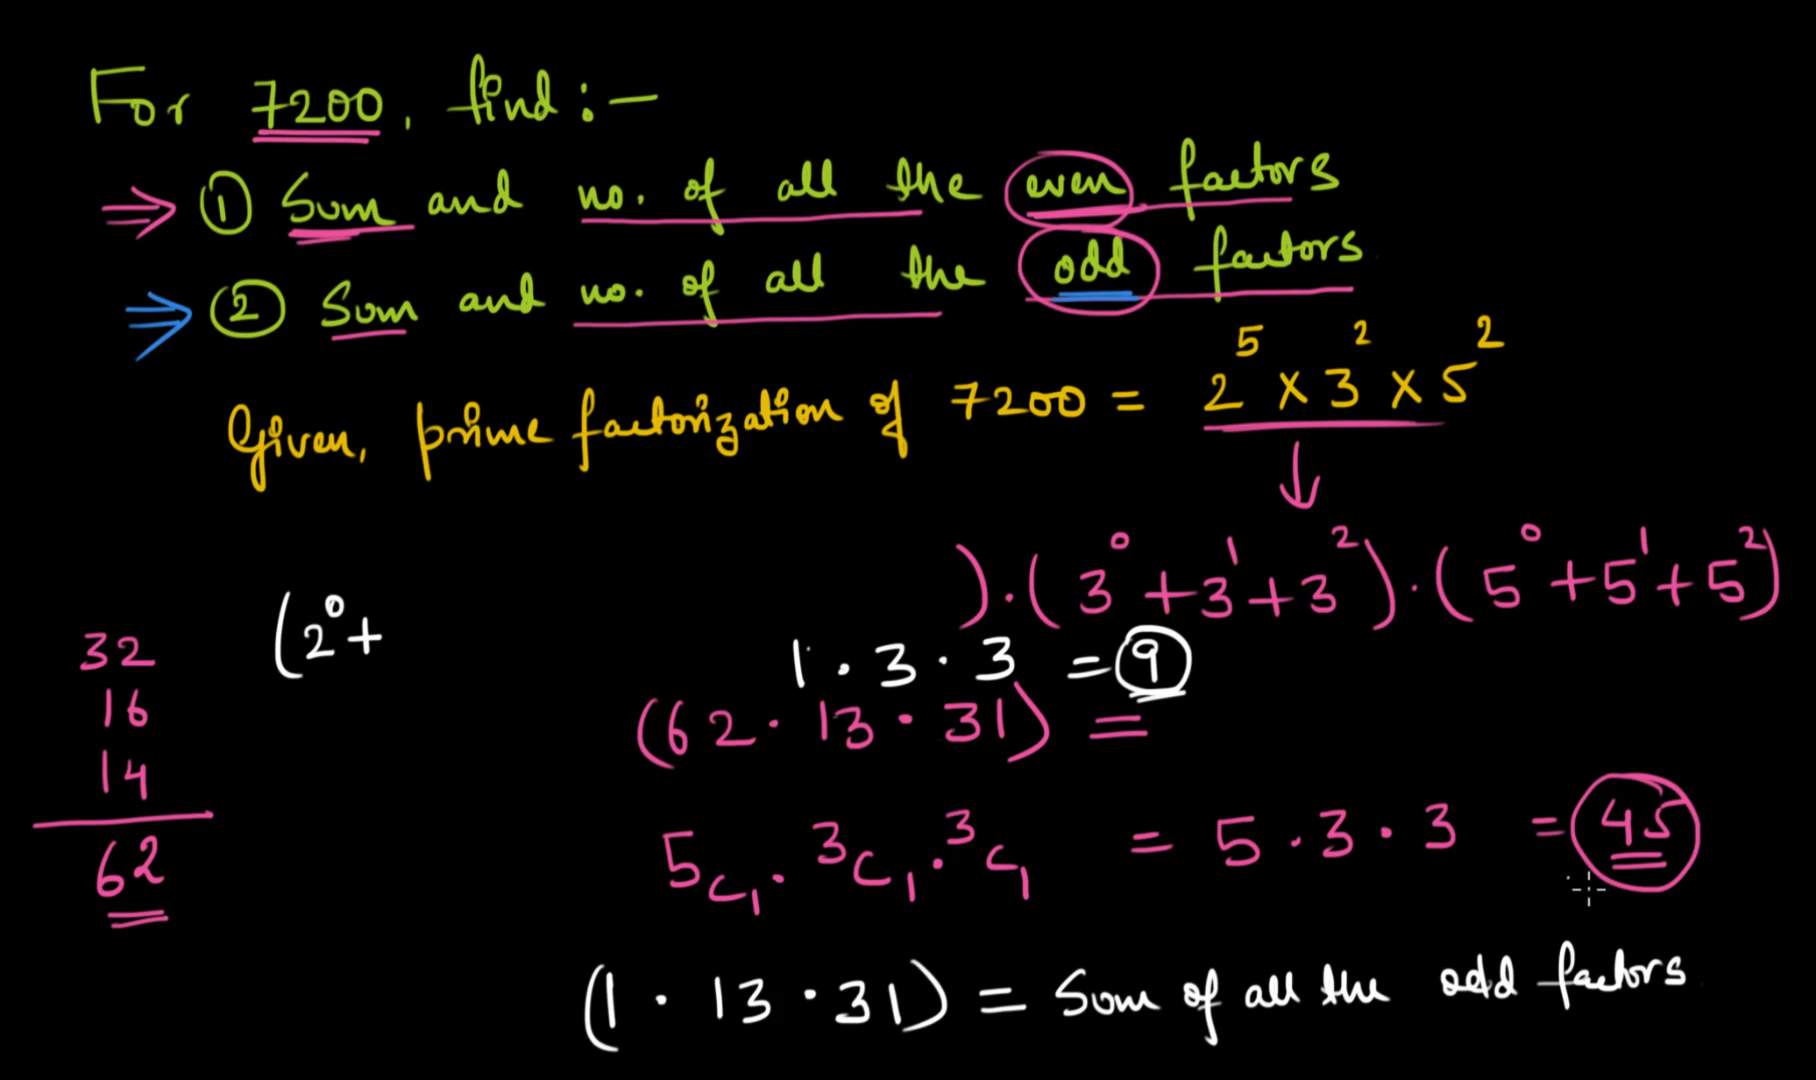 For 7200, find :-
⇒ ① Sum and no. of all the even factors
⇒ ② Sum and no. of all the odd factors
Given, prime factorization of 7200 = 2⁵ × 3² × 5²
↓
(2⁰+ )·(3⁰+3¹+3²)·(5⁰+5¹+5²)
1 · 3 · 3 = 9
(62 · 13 · 31) =
32
16
14
62
5c₁ · ³c₁ · ³c₁ = 5 · 3 · 3 = 45
(1 · 13 · 31) = Sum of all the odd factors